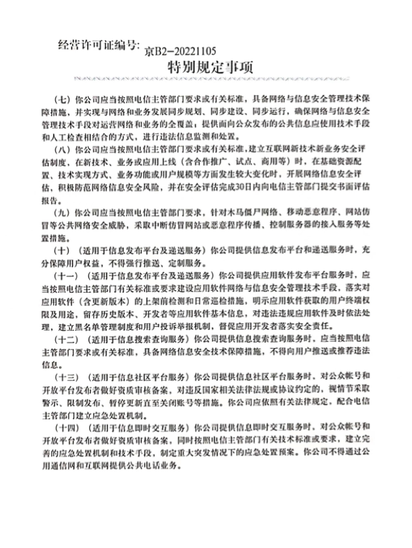 经营许可证编号: 京B2-20221105
特别规定事项
（七）你公司应当按照电信主管部门要求或有关标准，具备网络与信息安全管理技术保
障措施，并实现与网络和业务发展同步规划、同步建设、同步运行，确保网络与信息安全
管理技术手段对运营网络和业务的全覆盖，提供面向公众发布的公共信息应使用技术手段
和人工检查相结合的方式，进行违法信息监测和处置。
（八）你公司应当按照电信主管部门要求或有关标准,建立互联网新技术新业务安全评
估制度，在新技术、业务或应用上线（含合作推广、试点、商用等）时，在基础资源配
置、技术实现方式、业务功能或用户规模等方面发生较大变化时，开展网络信息安全评
估，积极防范网络信息安全风险，并在安全评估完成30日内向电信主管部门提交书面评估
报告。
（九）你公司应当按照电信主管部门要求，针对木马僵尸网络、移动恶意程序、网站仿
冒等公共网络安全威胁，采取中断仿冒网站或恶意程序传播、控制服务器的接入服务等处
置措施。
（十）（适用于信息发布平台及递送服务）你公司提供信息发布平台和递送服务时，充
分保障用户权益，不得强行推送、定制服务。
（十一）（适用于信息发布平台及递送服务）你公司提供应用软件发布平台服务时，应
当按照电信主管部门有关标准或要求建设应用软件网络与信息安全管理技术手段，落实对
应用软件（含更新版本）的上架前检测和日常巡检措施，明示应用软件获取的用户终端权
限及用途，留存历史版本、开发者等应用软件基本信息，对违法违规应用软件及时依法处
理，建立黑名单管理制度和用户投诉举报机制，督促应用开发者落实安全责任。
（十二）（适用于信息搜索查询服务）你公司提供信息搜索查询服务时，应当按照电信主
管部门要求或有关标准，具备网络信息安全技术保障措施，不得向用户推送或推荐违法
信息。
（十三）（适用于信息社区平台服务）你公司提供信息社区平台服务时，对公众帐号和
开放平台发布者做好资质审核备案，对违反国家相关法律法规或协议约定的，视情节采取
警示、限制发布、暂停更新直至关闭账号等措施。你公司应依照有关法律规定，配合电信
主管部门建立应急处置机制。
（十四）（适用于信息即时交互服务）你公司提供信息即时交互服务时，对公众帐号和
开放平台发布者做好资质审核备案，同时按照电信主管部门有关技术标准或要求，建立完
善的应急处置机制和技术手段，制定重大突发情况下的应急处置预案。你公司不得通过公
用通信网和互联网提供公共电话业务。